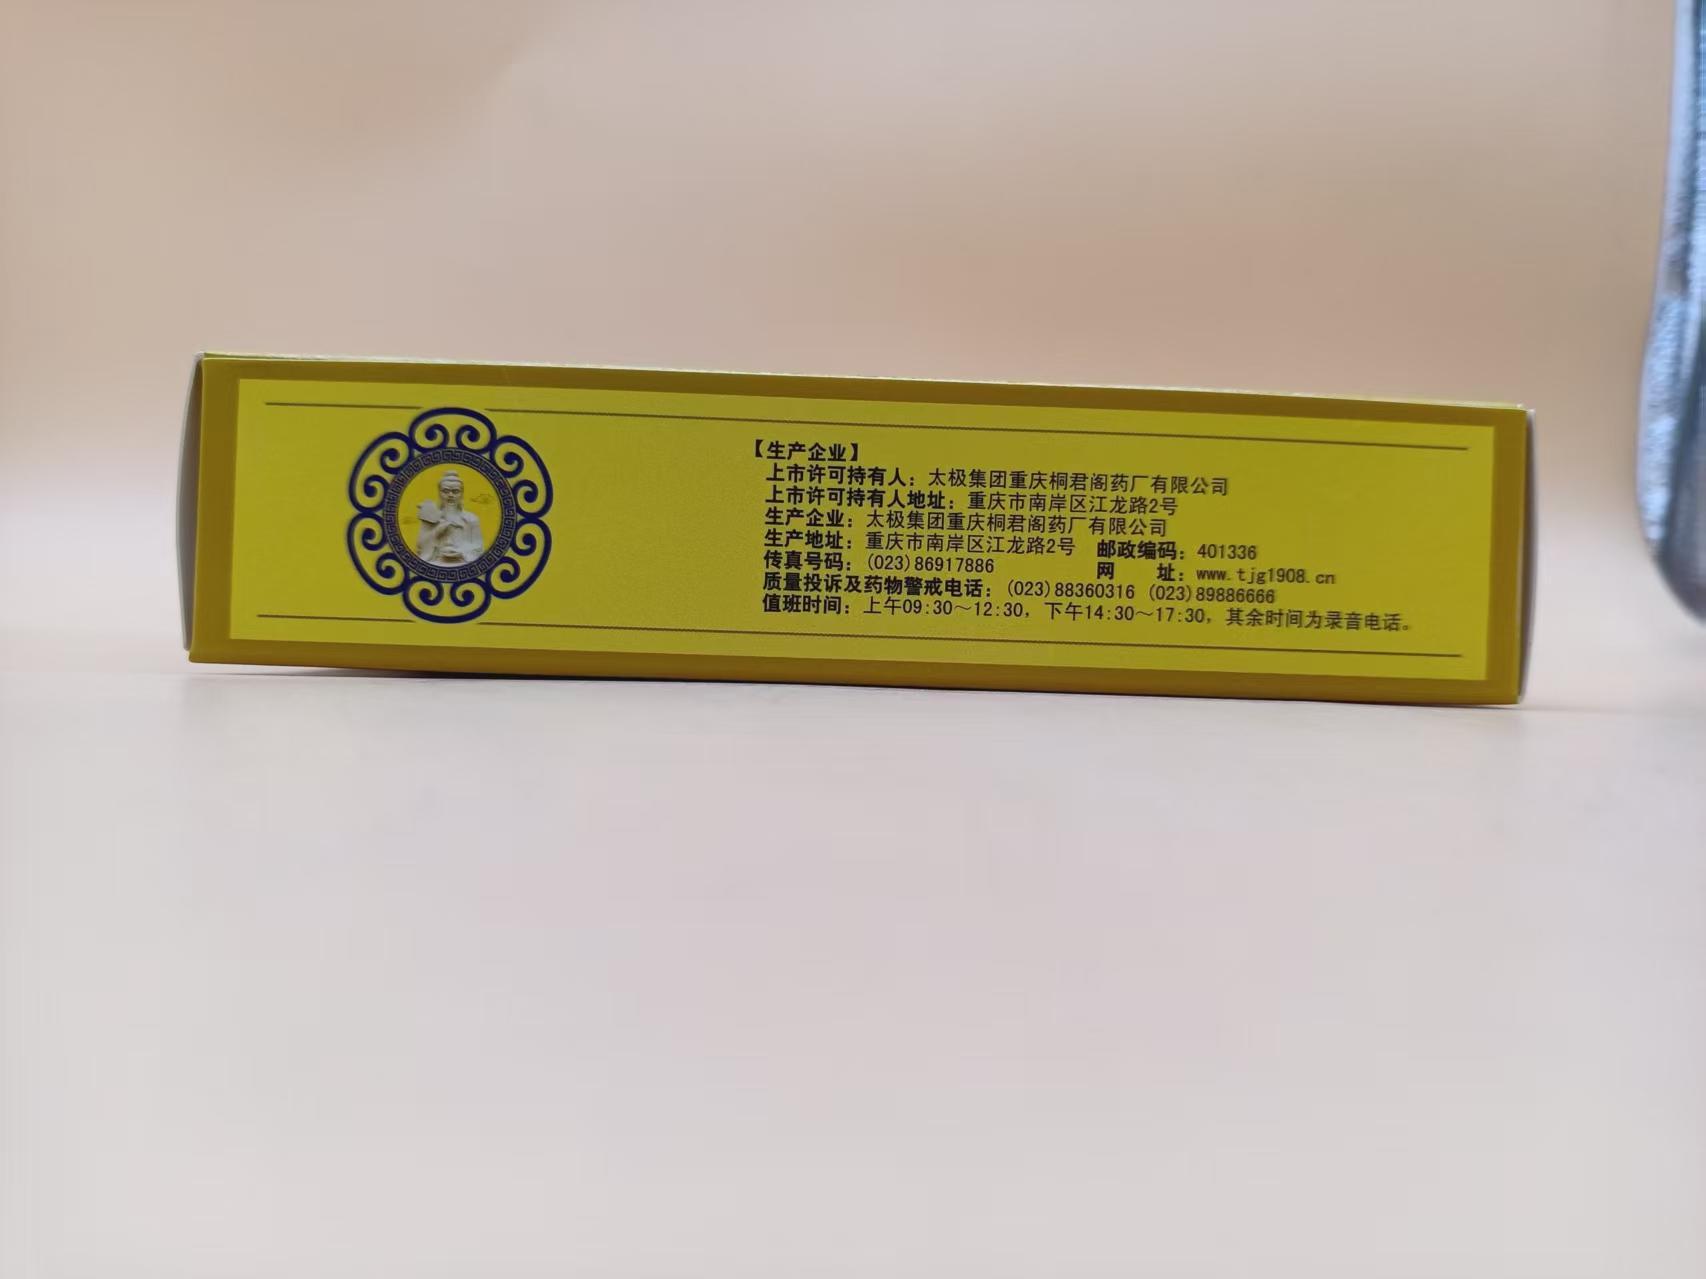 【生产企业】
上市许可持有人：太极集团重庆桐君阁药厂有限公司
上市许可持有人地址：重庆市南岸区江龙路2号
生产企业：太极集团重庆桐君阁药厂有限公司
生产地址：重庆市南岸区江龙路2号 邮政编码：401336
传真号码：(023)86917886 网 址：www.tjg1908.cn
质量投诉及药物警戒电话：(023)88360316 (023)89886666
值班时间：上午09:30～12:30，下午14:30～17:30，其余时间为录音电话。